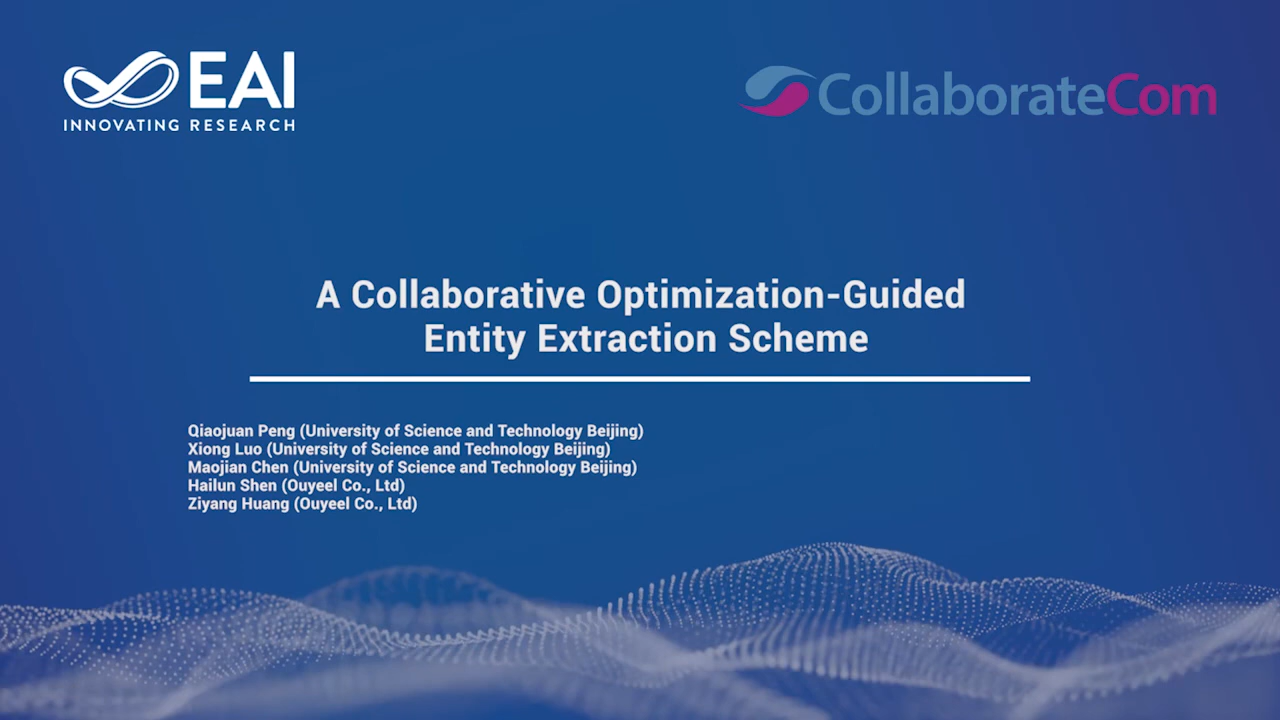 EAI
INNOVATING RESEARCH
CollaborateCom
A Collaborative Optimization-Guided
Entity Extraction Scheme
Qiaojuan Peng (University of Science and Technology Beijing)
Xiong Luo (University of Science and Technology Beijing)
Maojian Chen (University of Science and Technology Beijing)
Hailun Shen (Ouyeel Co., Ltd)
Ziyang Huang (Ouyeel Co., Ltd)